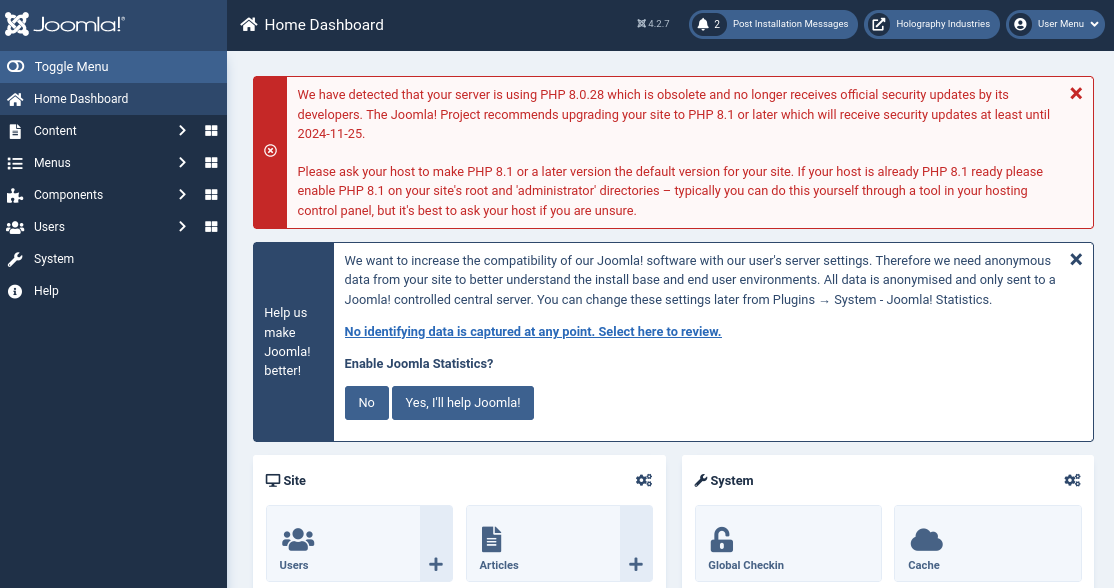 Joomla!
Home Dashboard
4.2.7
2
Post Installation Messages
Holography Industries
User Menu
Toggle Menu
Home Dashboard
Content
Menus
Components
Users
System
Help
We have detected that your server is using PHP 8.0.28 which is obsolete and no longer receives official security updates by its
developers. The Joomla! Project recommends upgrading your site to PHP 8.1 or later which will receive security updates at least until
2024-11-25.
Please ask your host to make PHP 8.1 or a later version the default version for your site. If your host is already PHP 8.1 ready please
enable PHP 8.1 on your site's root and 'administrator' directories – typically you can do this yourself through a tool in your hosting
control panel, but it's best to ask your host if you are unsure.
Help us
make
Joomla!
better!
We want to increase the compatibility of our Joomla! software with our user's server settings. Therefore we need anonymous
data from your site to better understand the install base and end user environments. All data is anonymised and only sent to a
Joomla! controlled central server. You can change these settings later from Plugins → System - Joomla! Statistics.
No identifying data is captured at any point. Select here to review.
Enable Joomla Statistics?
No
Yes, I'll help Joomla!
Site
System
Users
Articles
Global Checkin
Cache